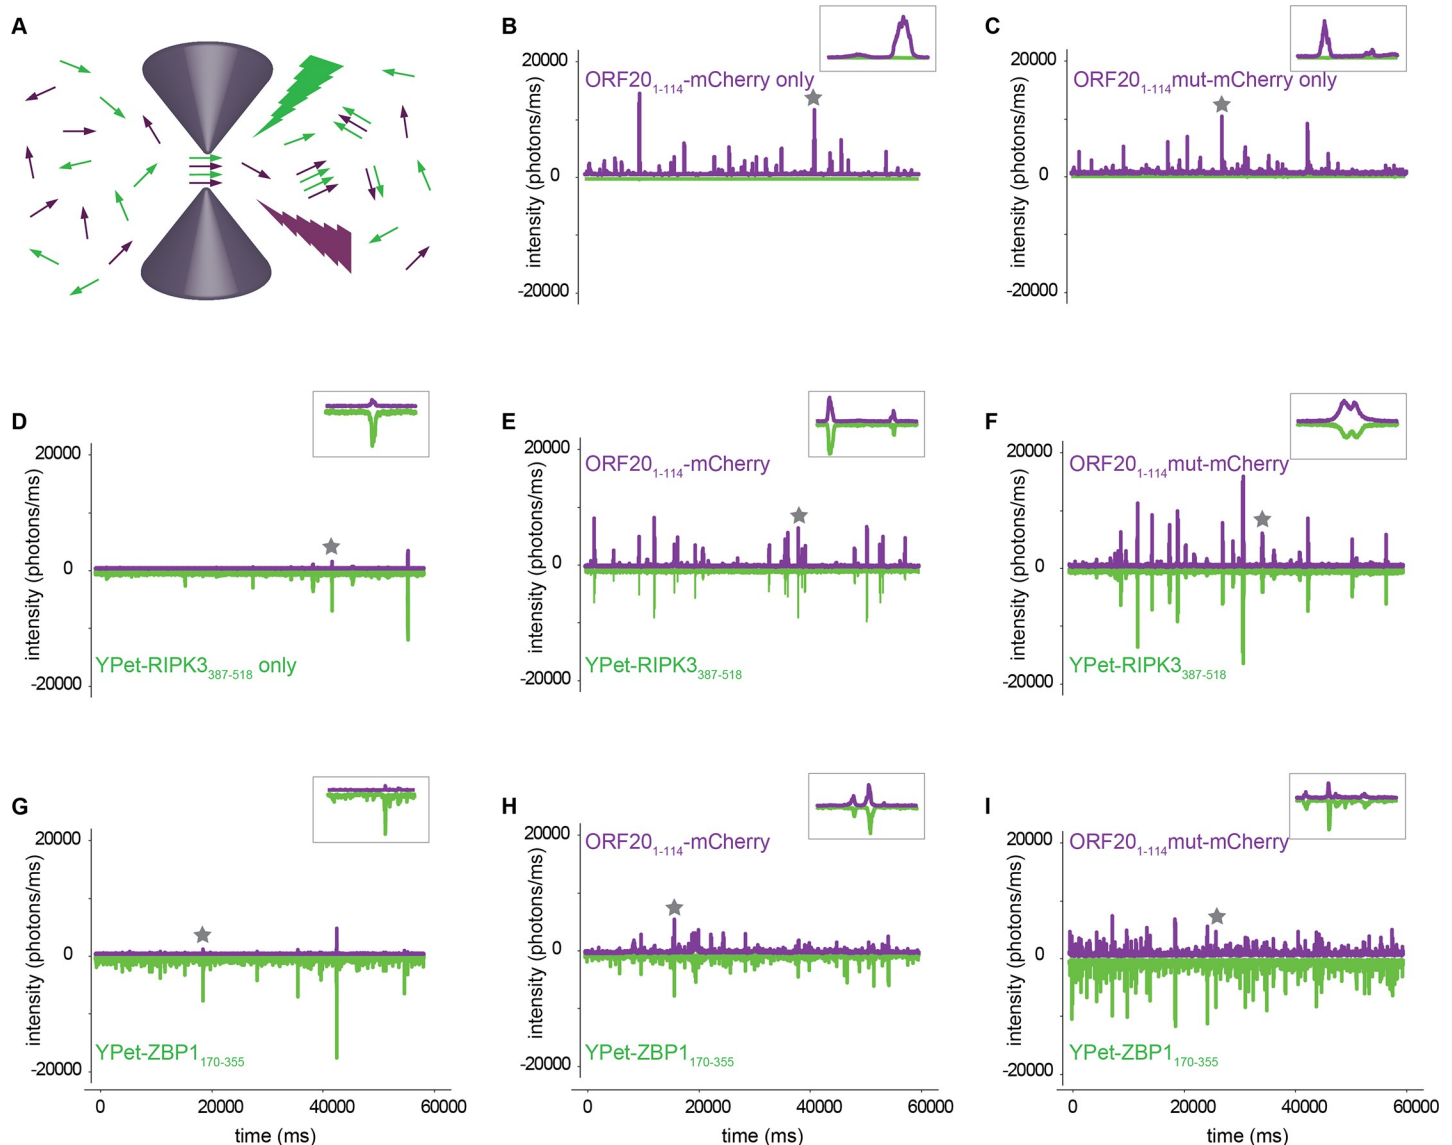 A
B
20000
ORF201-114-mCherry only
0
-20000
intensity (photons/ms)
C
20000
ORF201-114mut-mCherry only
0
-20000
intensity (photons/ms)
D
20000
0
YPet-RIPK3387-518 only
-20000
intensity (photons/ms)
E
20000
ORF201-114-mCherry
0
YPet-RIPK3387-518
-20000
intensity (photons/ms)
F
20000
ORF201-114mut-mCherry
0
YPet-RIPK3387-518
-20000
intensity (photons/ms)
G
20000
0
YPet-ZBP1170-355
-20000
intensity (photons/ms)
0 20000 40000 60000
time (ms)
H
20000
ORF201-114-mCherry
0
YPet-ZBP1170-355
-20000
intensity (photons/ms)
0 20000 40000 60000
time (ms)
I
20000
ORF201-114mut-mCherry
0
YPet-ZBP1170-355
-20000
intensity (photons/ms)
0 20000 40000 60000
time (ms)